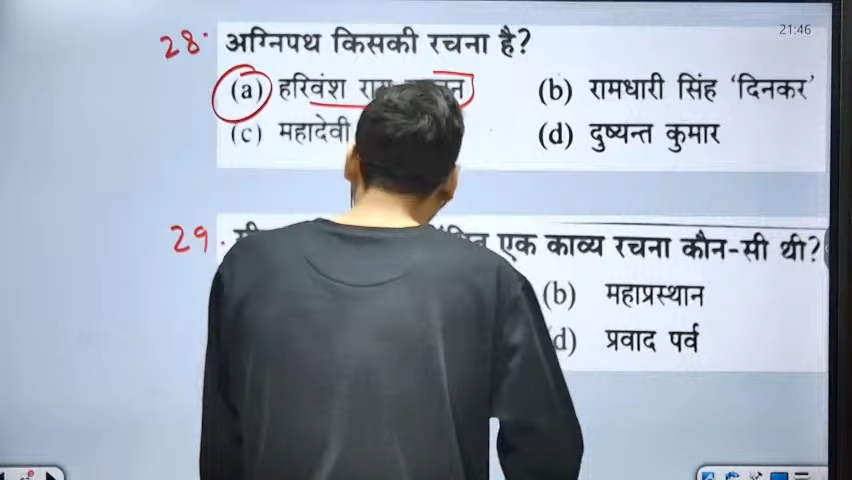 21:46
28. अग्निपथ किसकी रचना है?
(a) हरिवंश राय (b) रामधारी सिंह ‘दिनकर’
(c) महादेवी (d) दुष्यन्त कुमार
29. एक काव्य रचना कौन-सी थी?
(b) महाप्रस्थान
d) प्रवाद पर्व